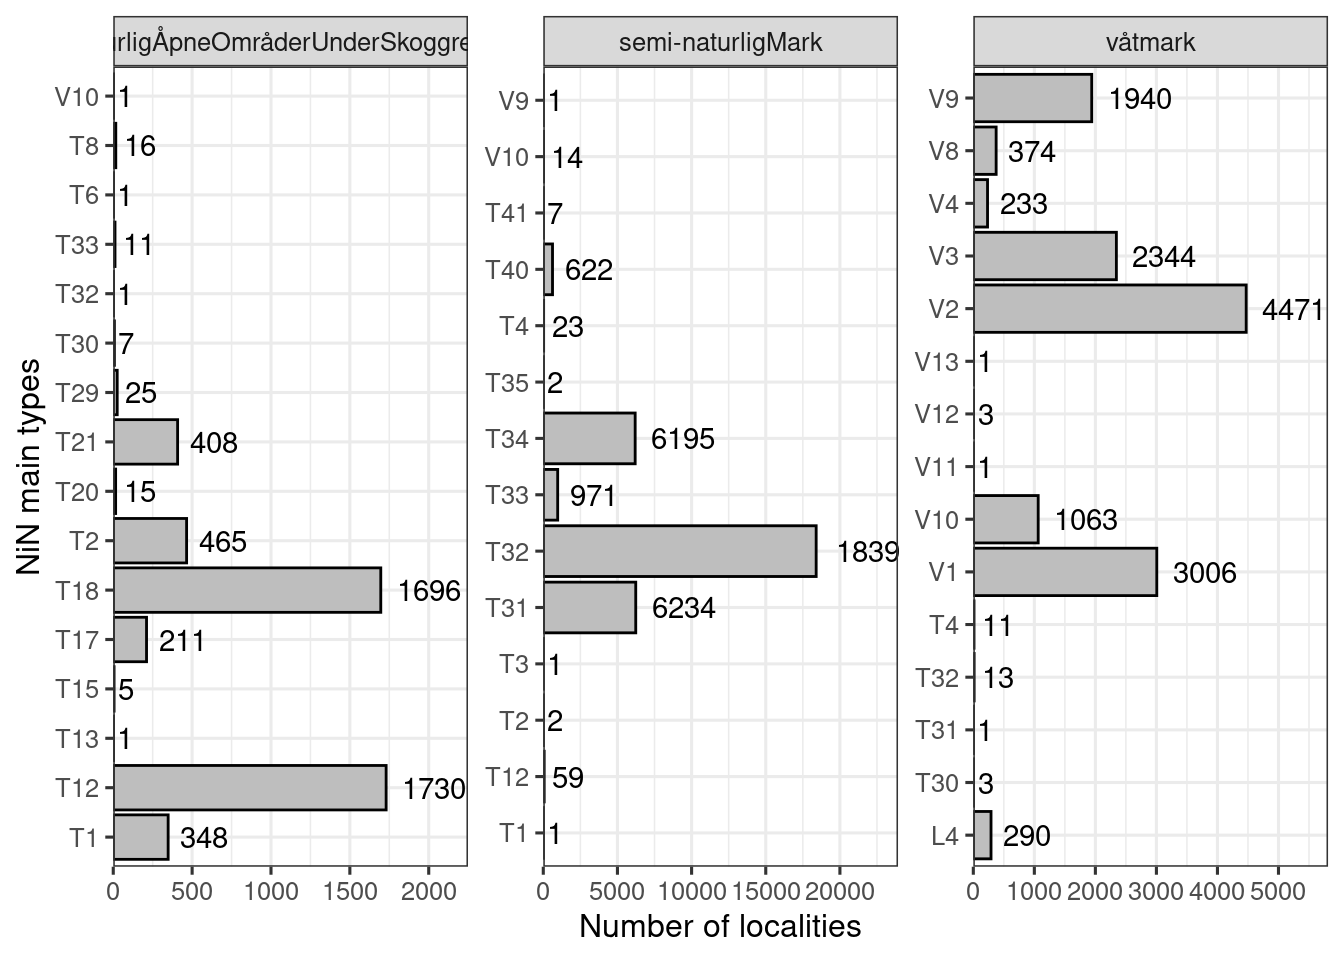 urligÅpneOmråderUnderSkoggre
semi-naturligMark
våtmark
NiN main types
V10 1
T8 16
T6 1
T33 11
T32 1
T30 7
T29 25
T21 408
T20 15
T2 465
T18 1696
T17 211
T15 5
T13 1
T12 1730
T1 348
0 500 1000 1500 2000
V9 1
V10 14
T41 7
T40 622
T4 23
T35 2
T34 6195
T33 971
T32 1839
T31 6234
T3 1
T2 2
T12 59
T1 1
0 5000 10000 15000 20000
V9 1940
V8 374
V4 233
V3 2344
V2 4471
V13 1
V12 3
V11 1
V10 1063
V1 3006
T4 11
T32 13
T31 1
T30 3
L4 290
0 1000 2000 3000 4000 5000
Number of localities